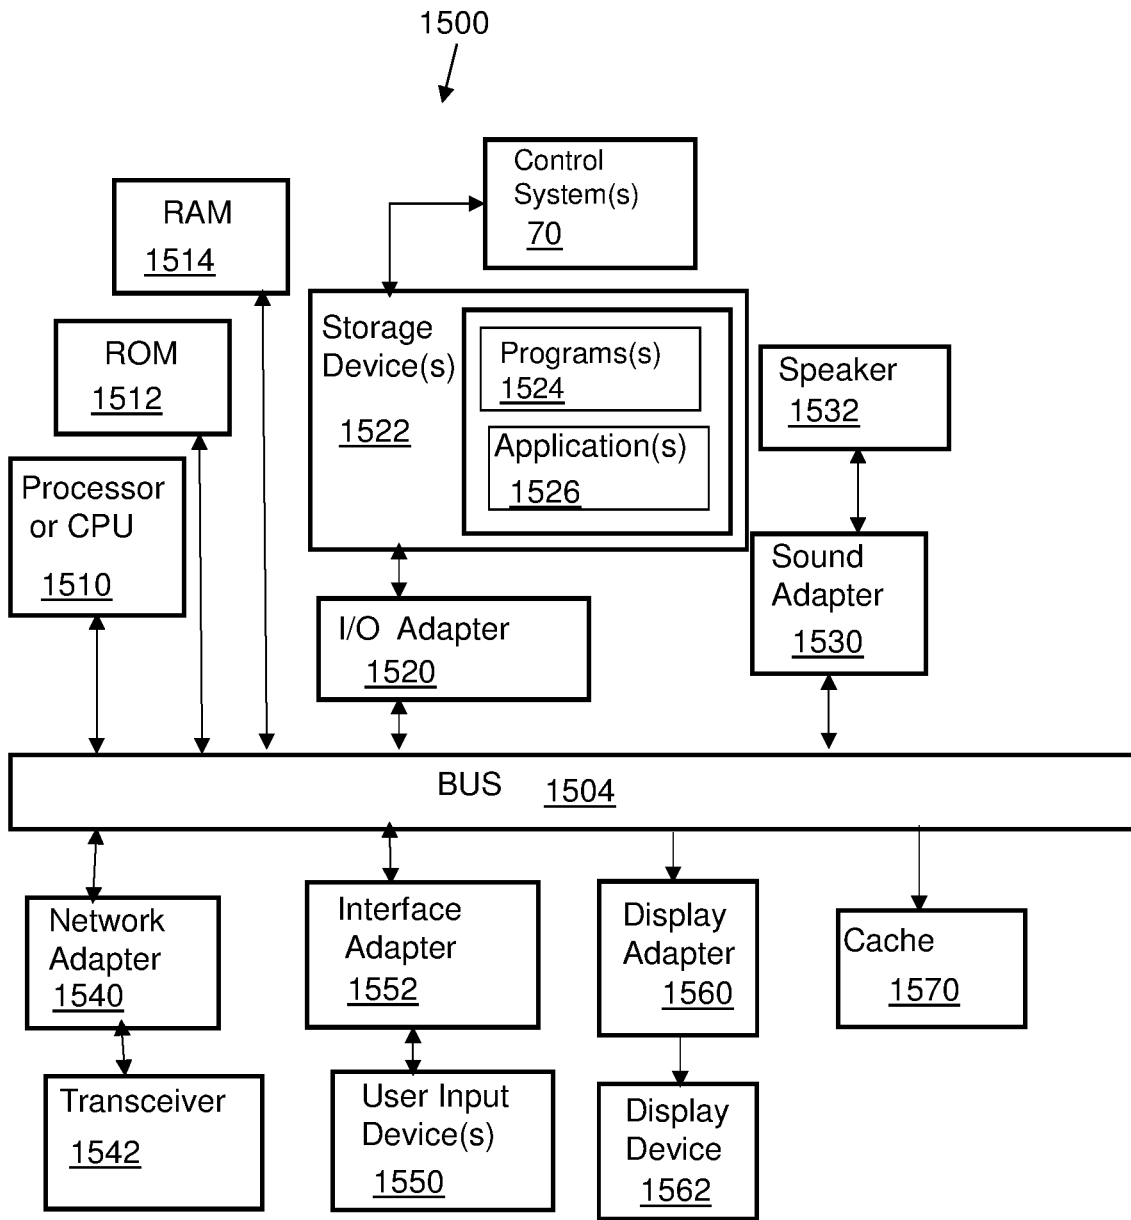 1500
Control
System(s)
70
RAM
1514
Storage
Device(s)
1522
Programs(s)
1524
Application(s)
1526
ROM
1512
Speaker
1532
Processor
or CPU
1510
Sound
Adapter
1530
I/O Adapter
1520
BUS 1504
Network
Adapter
1540
Interface
Adapter
1552
Display
Adapter
1560
Cache
1570
Transceiver
1542
User Input
Device(s)
1550
Display
Device
1562